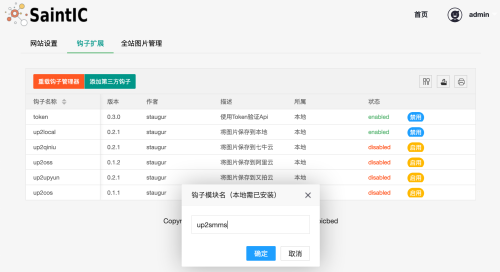 SaintIC
首页
admin
网站设置
钩子扩展
全站图片管理
重载钩子管理器
添加第三方钩子
钩子名称 版本 作者 描述 所属 状态
token 0.3.0 staugur 使用Token验证Api 本地 enabled 禁用
up2local 0.2.1 staugur 将图片保存到本地 本地 enabled 禁用
up2qiniu 0.2.1 staugur 将图片保存到七牛云 本地 disabled 启用
up2oss 0.1.2 staugur 将图片保存到阿里云 本地 disabled 启用
up2upyun 0.2.1 staugur 将图片保存到又拍云 本地 disabled 启用
up2cos 0.1.1 staugur disabled 启用
钩子模块名（本地需已安装）
up2smms
确定
取消